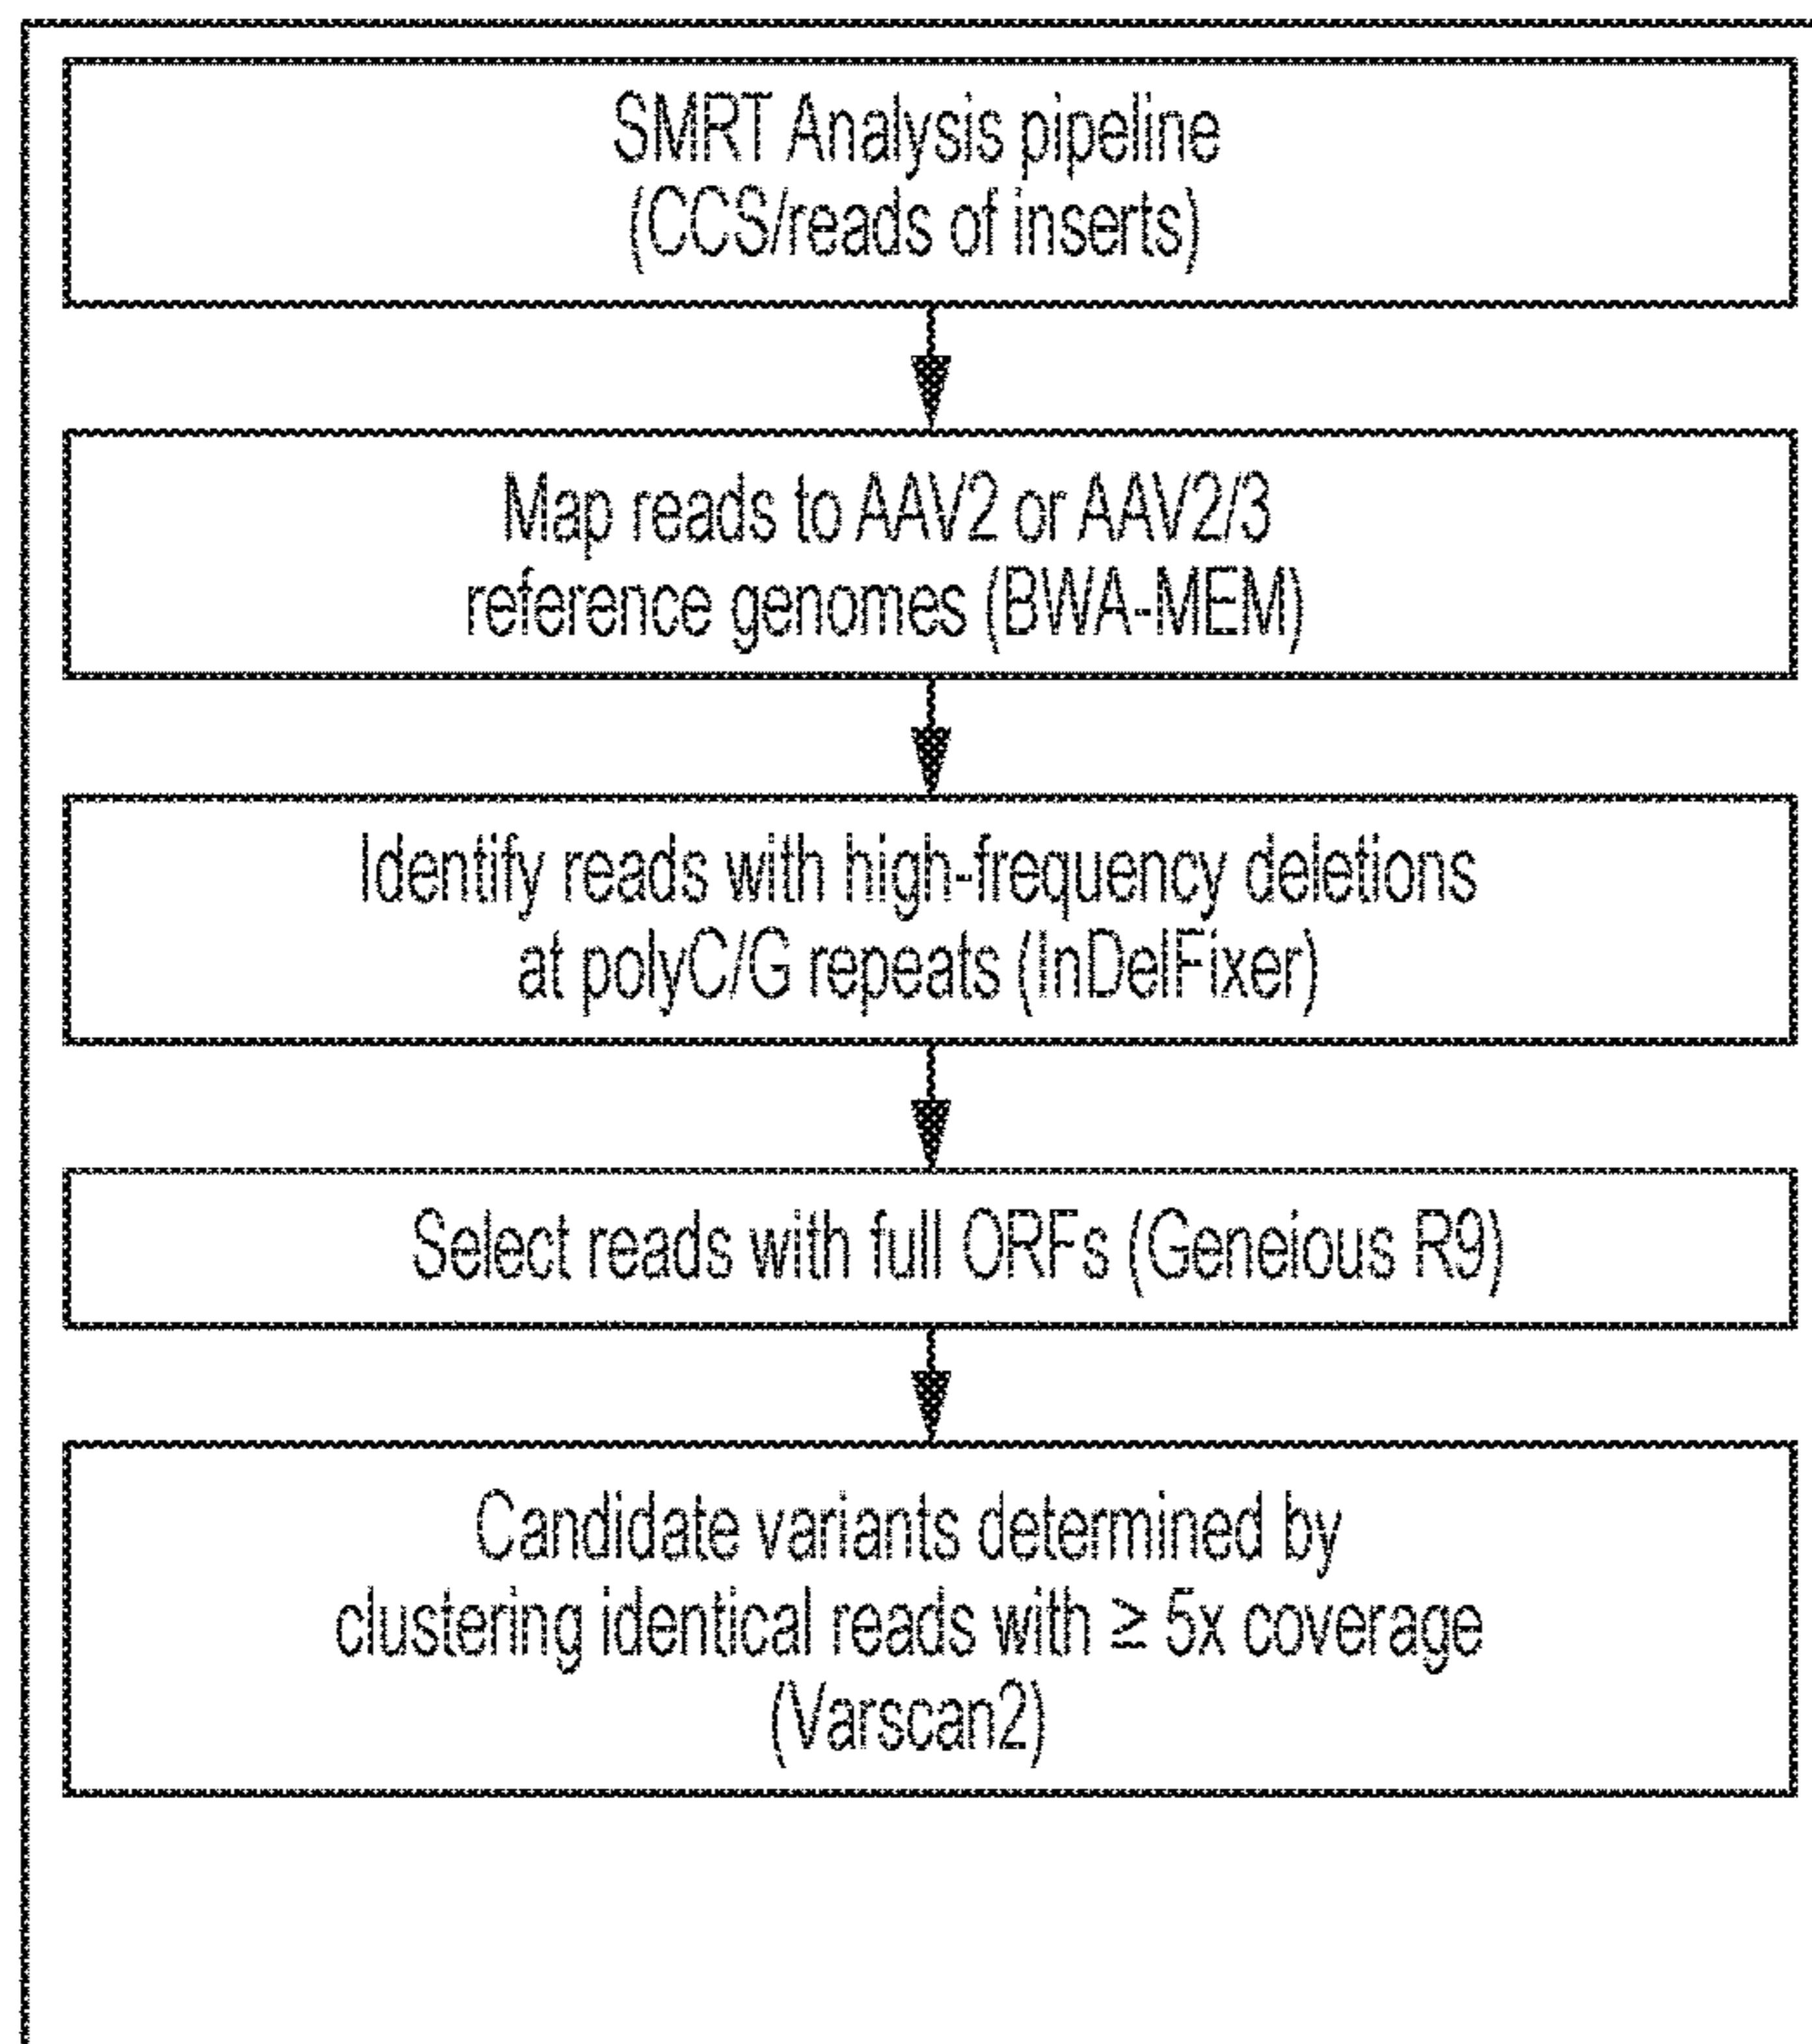 SMRT Analysis pipeline
(CCS/reads of inserts)
Map reads to AAV2 or AAV2/3
reference genomes (BWA-MEM)
Identify reads with high-frequency deletions
at polyC/G repeats (InDelFixer)
Select reads with full ORFs (Geneious R9)
Candidate variants determined by
clustering identical reads with ≥ 5x coverage
(Varscan2)